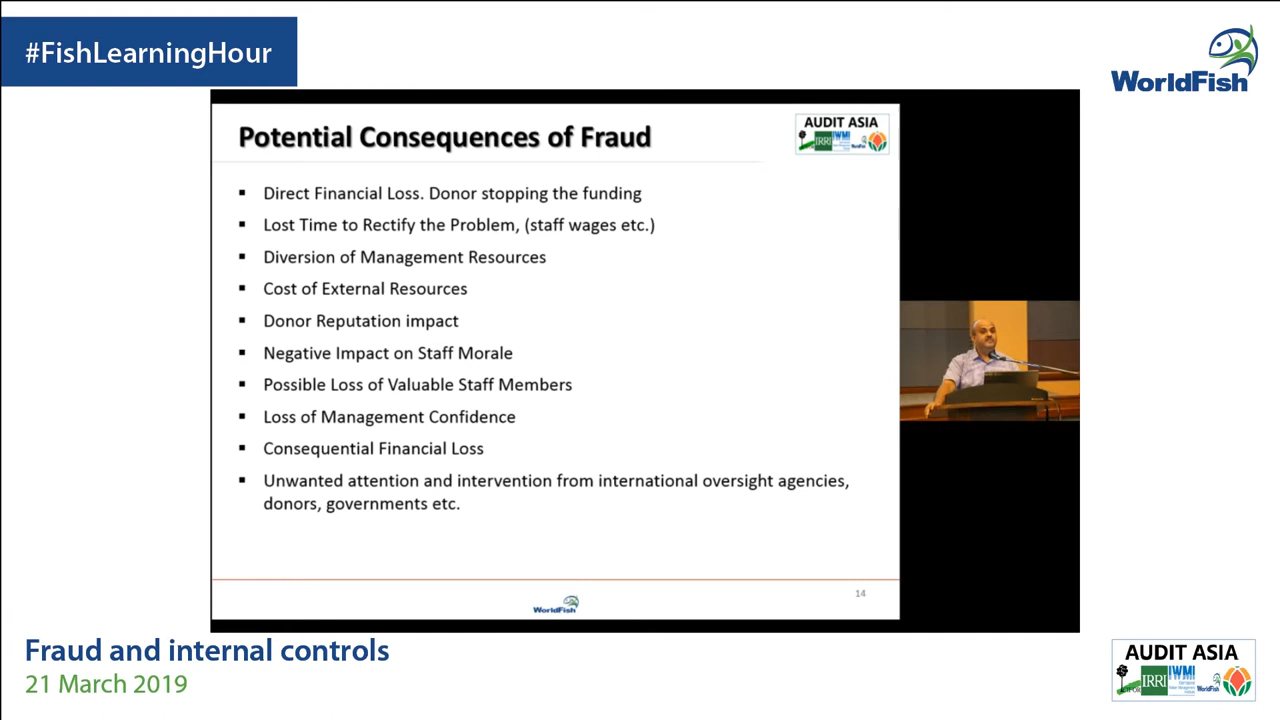 #FishLearningHour
WorldFish
Potential Consequences of Fraud
AUDIT ASIA
IRRI
IWMI
▪ Direct Financial Loss. Donor stopping the funding
▪ Lost Time to Rectify the Problem, (staff wages etc.)
▪ Diversion of Management Resources
▪ Cost of External Resources
▪ Donor Reputation impact
▪ Negative Impact on Staff Morale
▪ Possible Loss of Valuable Staff Members
▪ Loss of Management Confidence
▪ Consequential Financial Loss
▪ Unwanted attention and intervention from international oversight agencies,
donors, governments etc.
14
WorldFish
Fraud and internal controls
21 March 2019
AUDIT ASIA
IRRI
IWMI
WorldFish